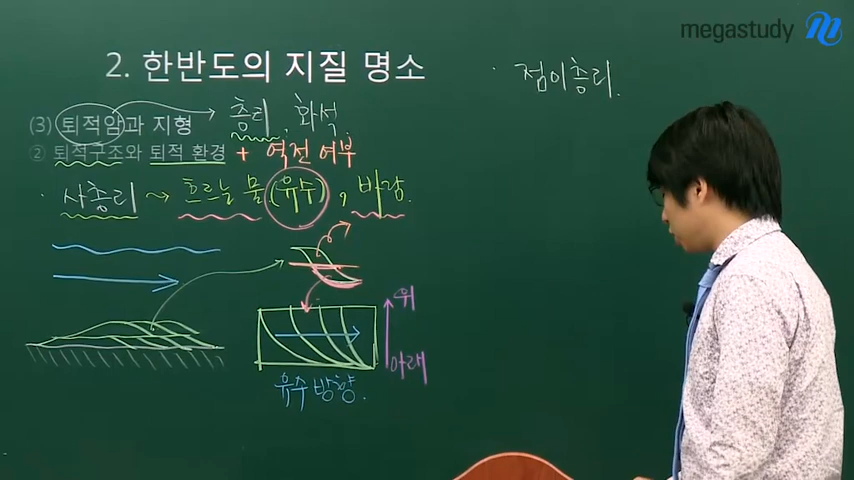 megastudy
2. 한반도의 지질 명소
(3) 퇴적암과 지형 → 층리, 화석
② 퇴적구조와 퇴적 환경 + 역전 여부
· 사층리 → 흐르는 물(유수), 바람.
위
아래
유수 방향.
· 점이층리.